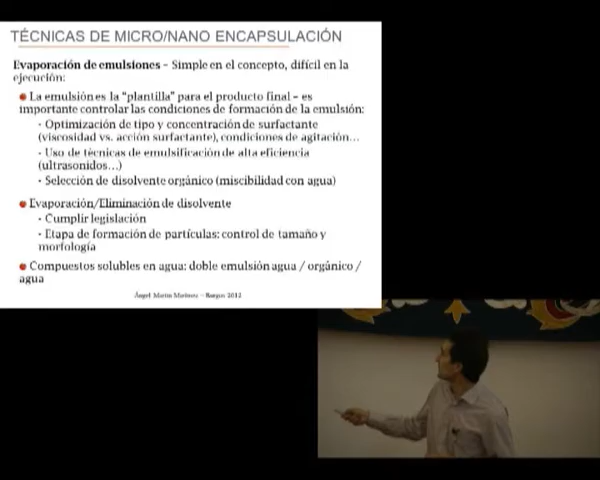 TÉCNICAS DE MICRO/NANO ENCAPSULACIÓN
Evaporación de emulsiones – Simple en el concepto, difícil en la
ejecución:
La emulsión es la “plantilla” para el producto final – es
importante controlar las condiciones de formación de la emulsión:
- Optimización de tipo y concentración de surfactante
(viscosidad vs. acción surfactante), condiciones de agitación…
- Uso de técnicas de emulsificación de alta eficiencia
(ultrasonidos…)
- Selección de disolvente orgánico (miscibilidad con agua)
Evaporación/Eliminación de disolvente
- Cumplir legislación
- Etapa de formación de partículas: control de tamaño y
morfología
Compuestos solubles en agua: doble emulsión agua / orgánico /
agua
Ángel Martín Martínez – Burgos 2012